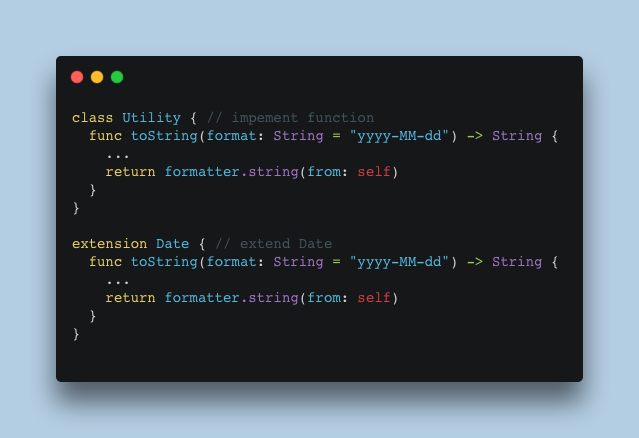 class Utility { // impement function
  func toString(format: String = "yyyy-MM-dd") -> String {
    ...
    return formatter.string(from: self)
  }
}

extension Date { // extend Date
  func toString(format: String = "yyyy-MM-dd") -> String {
    ...
    return formatter.string(from: self)
  }
}